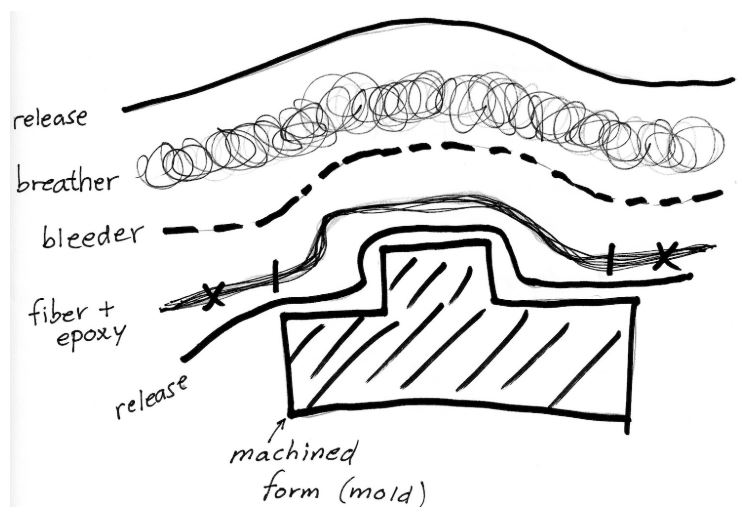 release
breather
bleeder
fiber +
epoxy
release
machined
form (mold)